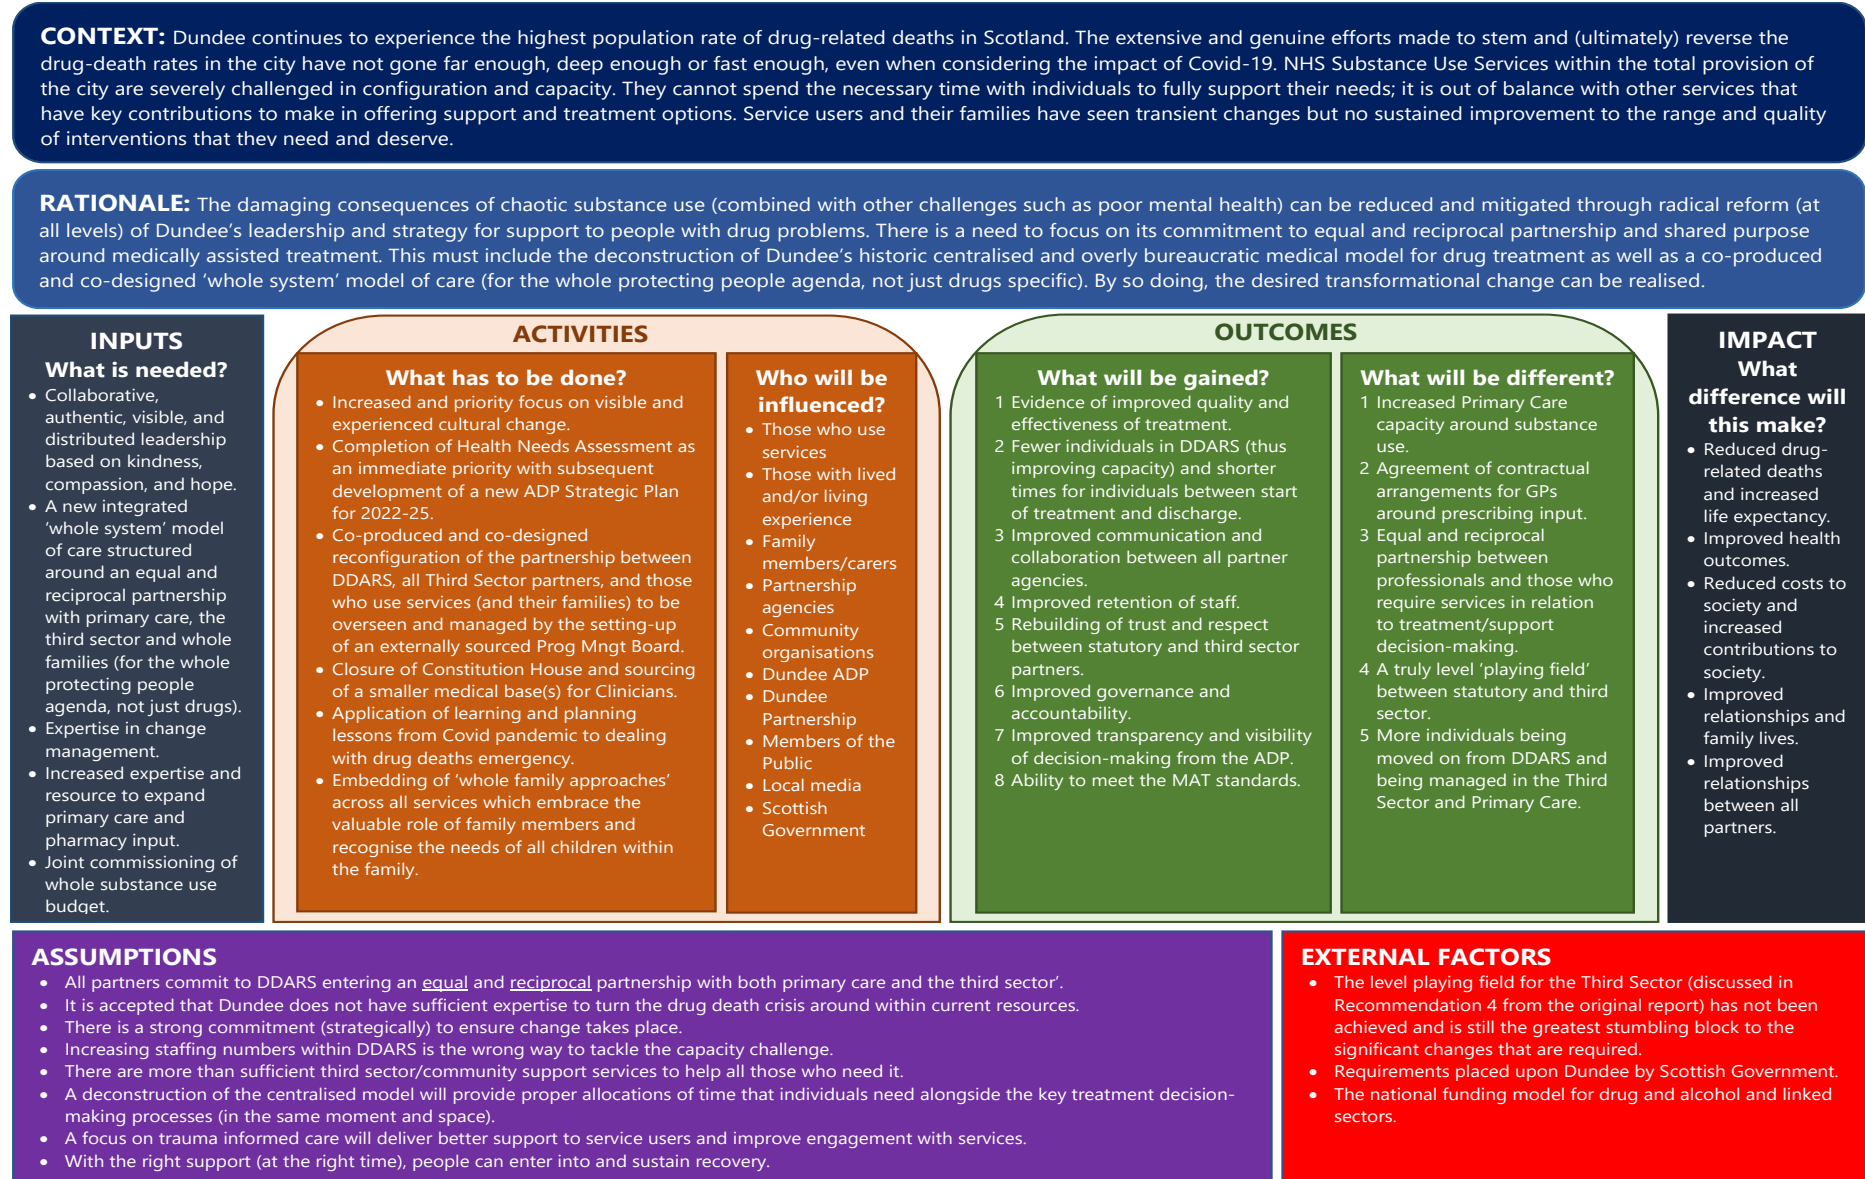 CONTEXT: Dundee continues to experience the highest population rate of drug-related deaths in Scotland. The extensive and genuine efforts made to stem and (ultimately) reverse the
drug-death rates in the city have not gone far enough, deep enough or fast enough, even when considering the impact of Covid-19. NHS Substance Use Services within the total provision of
the city are severely challenged in configuration and capacity. They cannot spend the necessary time with individuals to fully support their needs; it is out of balance with other services that
have key contributions to make in offering support and treatment options. Service users and their families have seen transient changes but no sustained improvement to the range and quality
of interventions that they need and deserve.
RATIONALE: The damaging consequences of chaotic substance use (combined with other challenges such as poor mental health) can be reduced and mitigated through radical reform (at
all levels) of Dundee’s leadership and strategy for support to people with drug problems. There is a need to focus on its commitment to equal and reciprocal partnership and shared purpose
around medically assisted treatment. This must include the deconstruction of Dundee’s historic centralised and overly bureaucratic medical model for drug treatment as well as a co-produced
and co-designed ‘whole system’ model of care (for the whole protecting people agenda, not just drugs specific). By so doing, the desired transformational change can be realised.
INPUTS
What is needed?
• Collaborative,
authentic, visible, and
distributed leadership
based on kindness,
compassion, and hope.
• A new integrated
‘whole system’ model
of care structured
around an equal and
reciprocal partnership
with primary care, the
third sector and whole
families (for the whole
protecting people
agenda, not just drugs).
• Expertise in change
management.
• Increased expertise and
resource to expand
primary care and
pharmacy input.
• Joint commissioning of
whole substance use
budget.
ACTIVITIES
What has to be done?
• Increased and priority focus on visible and
experienced cultural change.
• Completion of Health Needs Assessment as
an immediate priority with subsequent
development of a new ADP Strategic Plan
for 2022-25.
• Co-produced and co-designed
reconfiguration of the partnership between
DDARS, all Third Sector partners, and those
who use services (and their families) to be
overseen and managed by the setting-up
of an externally sourced Prog Mngt Board.
• Closure of Constitution House and sourcing
of a smaller medical base(s) for Clinicians.
• Application of learning and planning
lessons from Covid pandemic to dealing
with drug deaths emergency.
• Embedding of ‘whole family approaches’
across all services which embrace the
valuable role of family members and
recognise the needs of all children within
the family.
Who will be
influenced?
• Those who use
services
• Those with lived
and/or living
experience
• Family
members/carers
• Partnership
agencies
• Community
organisations
• Dundee ADP
• Dundee
Partnership
• Members of the
Public
• Local media
• Scottish
Government
OUTCOMES
What will be gained?
1 Evidence of improved quality and
effectiveness of treatment.
2 Fewer individuals in DDARS (thus
improving capacity) and shorter
times for individuals between start
of treatment and discharge.
3 Improved communication and
collaboration between all partner
agencies.
4 Improved retention of staff.
5 Rebuilding of trust and respect
between statutory and third sector
partners.
6 Improved governance and
accountability.
7 Improved transparency and visibility
of decision-making from the ADP.
8 Ability to meet the MAT standards.
What will be different?
1 Increased Primary Care
capacity around substance
use.
2 Agreement of contractual
arrangements for GPs
around prescribing input.
3 Equal and reciprocal
partnership between
professionals and those who
require services in relation
to treatment/support
decision-making.
4 A truly level ‘playing field’
between statutory and third
sector.
5 More individuals being
moved on from DDARS and
being managed in the Third
Sector and Primary Care.
IMPACT
What
difference will
this make?
• Reduced drug-
related deaths
and increased
life expectancy.
• Improved health
outcomes.
• Reduced costs to
society and
increased
contributions to
society.
• Improved
relationships and
family lives.
• Improved
relationships
between all
partners.
ASSUMPTIONS
• All partners commit to DDARS entering an equal and reciprocal partnership with both primary care and the third sector’.
• It is accepted that Dundee does not have sufficient expertise to turn the drug death crisis around within current resources.
• There is a strong commitment (strategically) to ensure change takes place.
• Increasing staffing numbers within DDARS is the wrong way to tackle the capacity challenge.
• There are more than sufficient third sector/community support services to help all those who need it.
• A deconstruction of the centralised model will provide proper allocations of time that individuals need alongside the key treatment decision-
making processes (in the same moment and space).
• A focus on trauma informed care will deliver better support to service users and improve engagement with services.
• With the right support (at the right time), people can enter into and sustain recovery.
EXTERNAL FACTORS
• The level playing field for the Third Sector (discussed in
Recommendation 4 from the original report) has not been
achieved and is still the greatest stumbling block to the
significant changes that are required.
• Requirements placed upon Dundee by Scottish Government.
• The national funding model for drug and alcohol and linked
sectors.